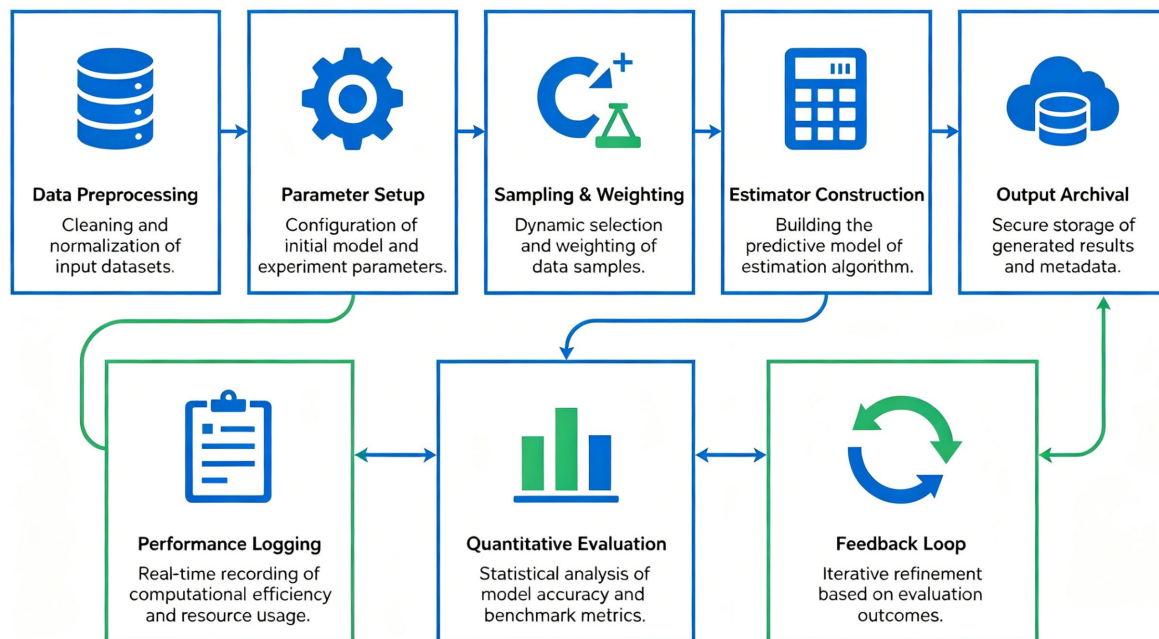 Data Preprocessing
Cleaning and
normalization of
input datasets.
Parameter Setup
Configuration of
initial model and
experiment parameters.
Sampling & Weighting
Dynamic selection
and weighting of
data samples.
Estimator Construction
Building the
predictive model of
estimation algorithm.
Output Archival
Secure storage of
generated results
and metadata.
Performance Logging
Real-time recording of
computational efficiency
and resource usage.
Quantitative Evaluation
Statistical analysis of
model accuracy and
benchmark metrics.
Feedback Loop
Iterative refinement
based on evaluation
outcomes.